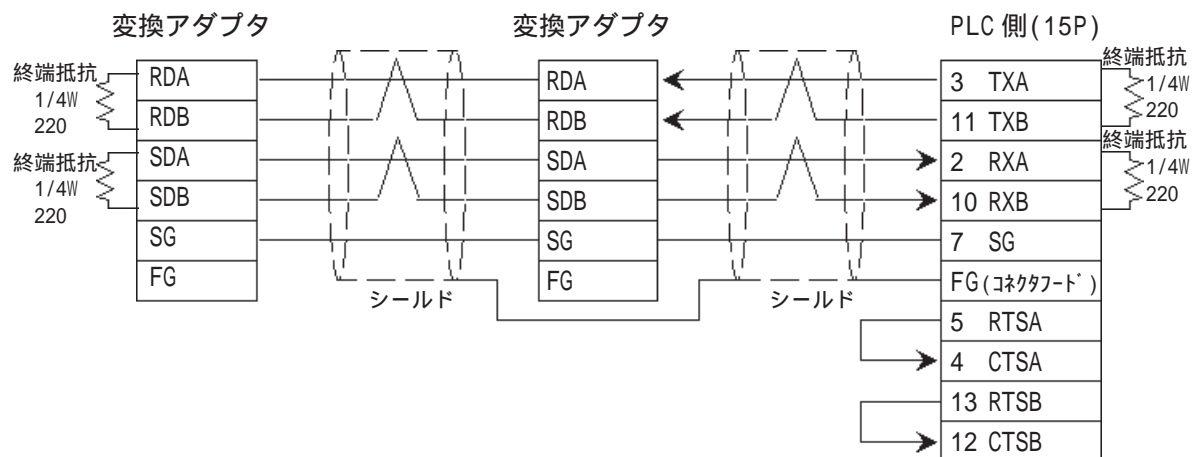 変換アダプタ
変換アダプタ
PLC 側(15P)
終端抵抗
1/4W
220
終端抵抗
1/4W
220
RDA
RDB
SDA
SDB
SG
FG
シールド
RDA
RDB
SDA
SDB
SG
FG
シールド
3 TXA
11 TXB
2 RXA
10 RXB
7 SG
FG(ｺﾈｸﾀﾌｰﾄﾞ)
5 RTSA
4 CTSA
13 RTSB
12 CTSB
終端抵抗
1/4W
220
終端抵抗
1/4W
220